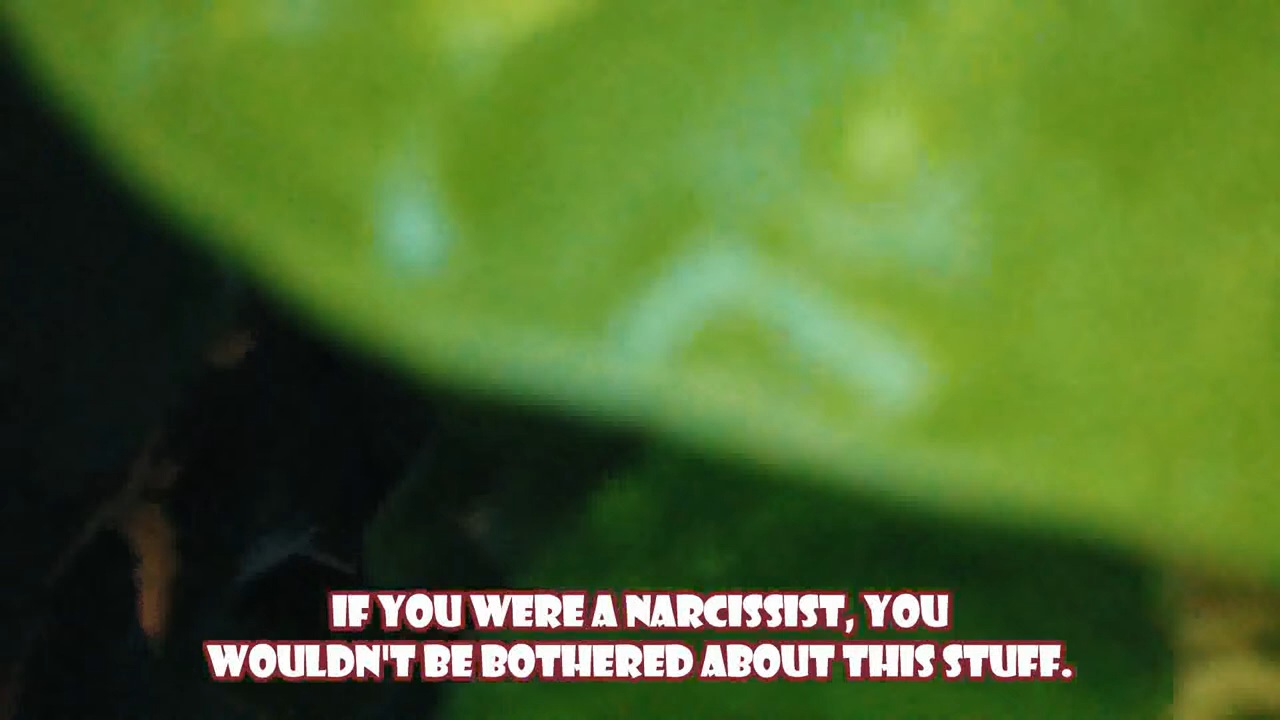 IF YOU WERE A NARCISSIST, YOU
WOULDN'T BE BOTHERED ABOUT THIS STUFF.